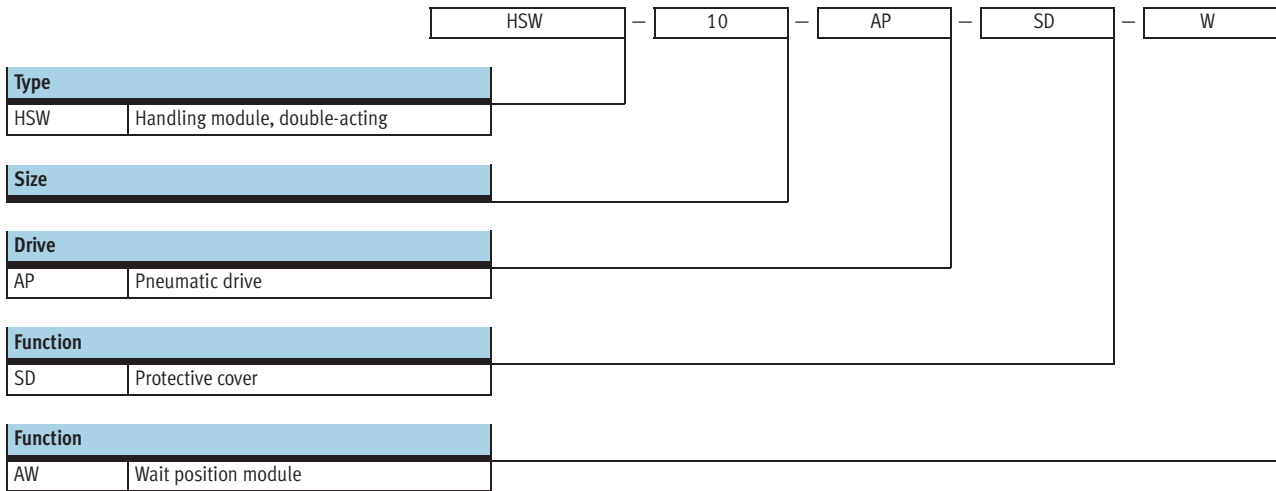 HSW – 10 – AP – SD – W
Type
HSW Handling module, double-acting
Size
Drive
AP Pneumatic drive
Function
SD Protective cover
Function
AW Wait position module